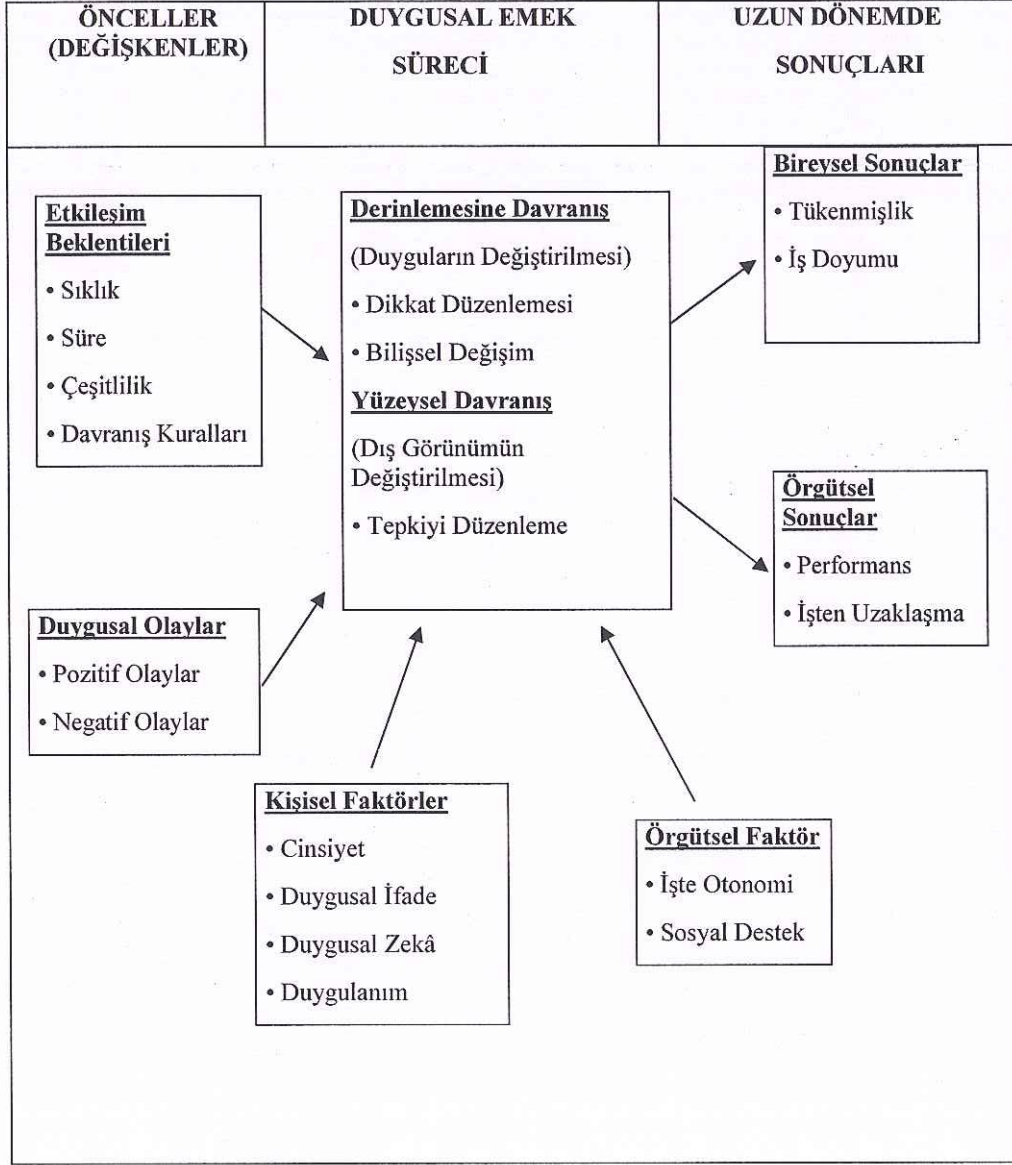 ÖNCELLER
(DEĞİŞKENLER)
DUYGUSAL EMEK
SÜRECİ
UZUN DÖNEMDE
SONUÇLARI
Etkileşim
Beklentileri
• Sıklık
• Süre
• Çeşitlilik
• Davranış Kuralları
Duygusal Olaylar
• Pozitif Olaylar
• Negatif Olaylar
Derinlemesine Davranış
(Duyguların Değiştirilmesi)
• Dikkat Düzenlemesi
• Bilişsel Değişim
Yüzeysel Davranış
(Dış Görünümün
Değiştirilmesi)
• Tepkiyi Düzenleme
Kişisel Faktörler
• Cinsiyet
• Duygusal İfade
• Duygusal Zekâ
• Duygulanım
Örgütsel Faktör
• İşte Otonomi
• Sosyal Destek
Bireysel Sonuçlar
• Tükenmişlik
• İş Doyumu
Örgütsel
Sonuçlar
• Performans
• İşten Uzaklaşma